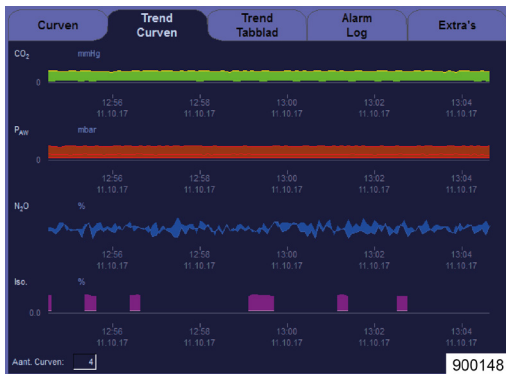 Curven
Trend Curven
Trend Tabblad
Alarm Log
Extra's
CO₂ mmHg
0
12:56 12:58 13:00 13:02 13:04
11.10.17 11.10.17 11.10.17 11.10.17 11.10.17
PAW mbar
0
12:56 12:58 13:00 13:02 13:04
11.10.17 11.10.17 11.10.17 11.10.17 11.10.17
N₂O %
12:56 12:58 13:00 13:02 13:04
11.10.17 11.10.17 11.10.17 11.10.17 11.10.17
Iso. %
0.0
12:56 12:58 13:00 13:02 13:04
11.10.17 11.10.17 11.10.17 11.10.17 11.10.17
Aant. Curven: 4
900148